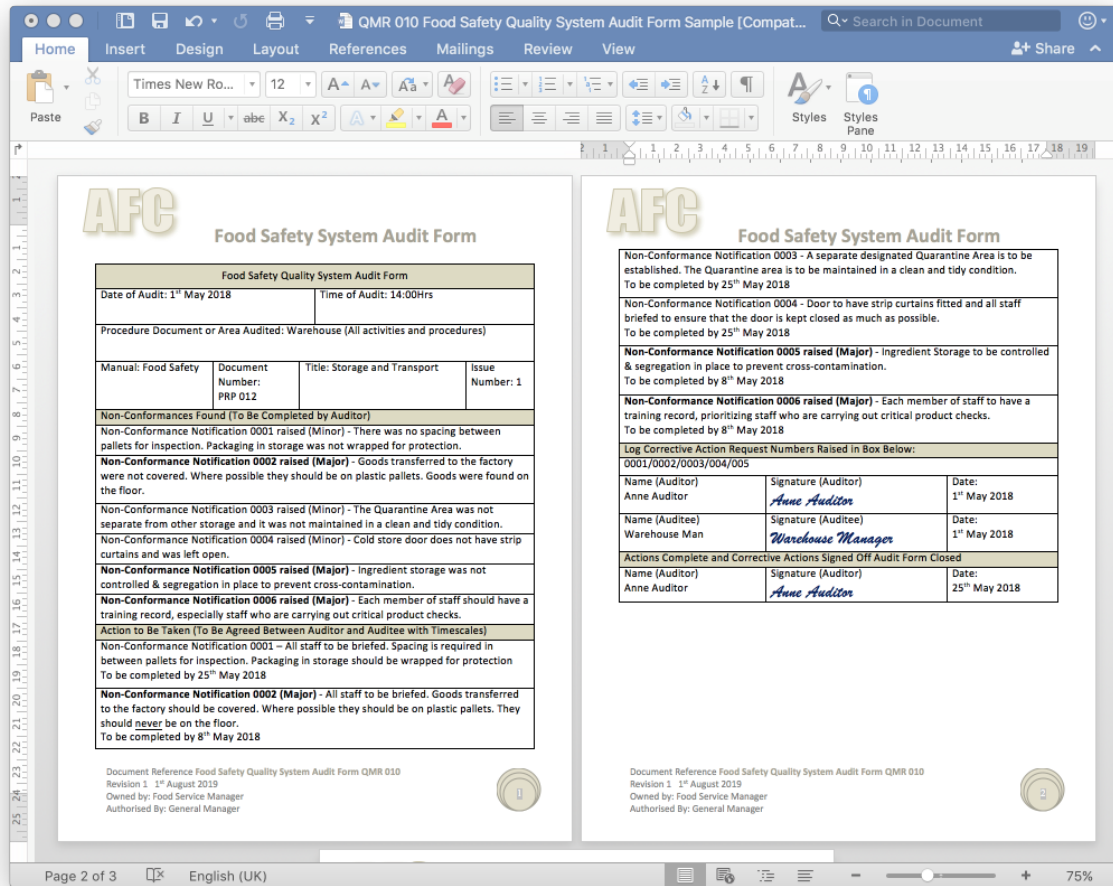 QMR 010 Food Safety Quality System Audit Form Sample [Compat...
Search in Document
Home Insert Design Layout References Mailings Review View
Share
Times New Ro... 12
Paste
Styles
Styles
Pane
AFC
Food Safety System Audit Form
Food Safety Quality System Audit Form
Date of Audit: 1st May 2018 Time of Audit: 14:00Hrs
Procedure Document or Area Audited: Warehouse (All activities and procedures)
Manual: Food Safety Document Title: Storage and Transport Issue
Number: Number: 1
PRP 012
Non-Conformances Found (To Be Completed by Auditor)
Non-Conformance Notification 0001 raised (Minor) - There was no spacing between
pallets for inspection. Packaging in storage was not wrapped for protection.
Non-Conformance Notification 0002 raised (Major) - Goods transferred to the factory
were not covered. Where possible they should be on plastic pallets. Goods were found on
the floor.
Non-Conformance Notification 0003 raised (Minor) - The Quarantine Area was not
separate from other storage and it was not maintained in a clean and tidy condition.
Non-Conformance Notification 0004 raised (Minor) - Cold store door does not have strip
curtains and was left open.
Non-Conformance Notification 0005 raised (Major) - Ingredient storage was not
controlled & segregation in place to prevent cross-contamination.
Non-Conformance Notification 0006 raised (Major) - Each member of staff should have a
training record, especially staff who are carrying out critical product checks.
Action to Be Taken (To Be Agreed Between Auditor and Auditee with Timescales)
Non-Conformance Notification 0001 – All staff to be briefed. Spacing is required in
between pallets for inspection. Packaging in storage should be wrapped for protection
To be completed by 25th May 2018
Non-Conformance Notification 0002 (Major) - All staff to be briefed. Goods transferred
to the factory should be covered. Where possible they should be on plastic pallets. They
should never be on the floor.
To be completed by 8th May 2018
Document Reference Food Safety Quality System Audit Form QMR 010
Revision 1 1st August 2019
Owned by: Food Service Manager
Authorised By: General Manager
1
AFC
Food Safety System Audit Form
Non-Conformance Notification 0003 - A separate designated Quarantine Area is to be
established. The Quarantine area is to be maintained in a clean and tidy condition.
To be completed by 25th May 2018
Non-Conformance Notification 0004 - Door to have strip curtains fitted and all staff
briefed to ensure that the door is kept closed as much as possible.
To be completed by 25th May 2018
Non-Conformance Notification 0005 raised (Major) - Ingredient Storage to be controlled
& segregation in place to prevent cross-contamination.
To be completed by 8th May 2018
Non-Conformance Notification 0006 raised (Major) - Each member of staff to have a
training record, prioritizing staff who are carrying out critical product checks.
To be completed by 8th May 2018
Log Corrective Action Request Numbers Raised in Box Below:
0001/0002/0003/004/005
Name (Auditor) Signature (Auditor) Date:
Anne Auditor Anne Auditor 1st May 2018
Name (Auditee) Signature (Auditee) Date:
Warehouse Man Warehouse Manager 1st May 2018
Actions Complete and Corrective Actions Signed Off Audit Form Closed
Name (Auditor) Signature (Auditor) Date:
Anne Auditor Anne Auditor 25th May 2018
Document Reference Food Safety Quality System Audit Form QMR 010
Revision 1 1st August 2019
Owned by: Food Service Manager
Authorised By: General Manager
2
Page 2 of 3 English (UK) 75%